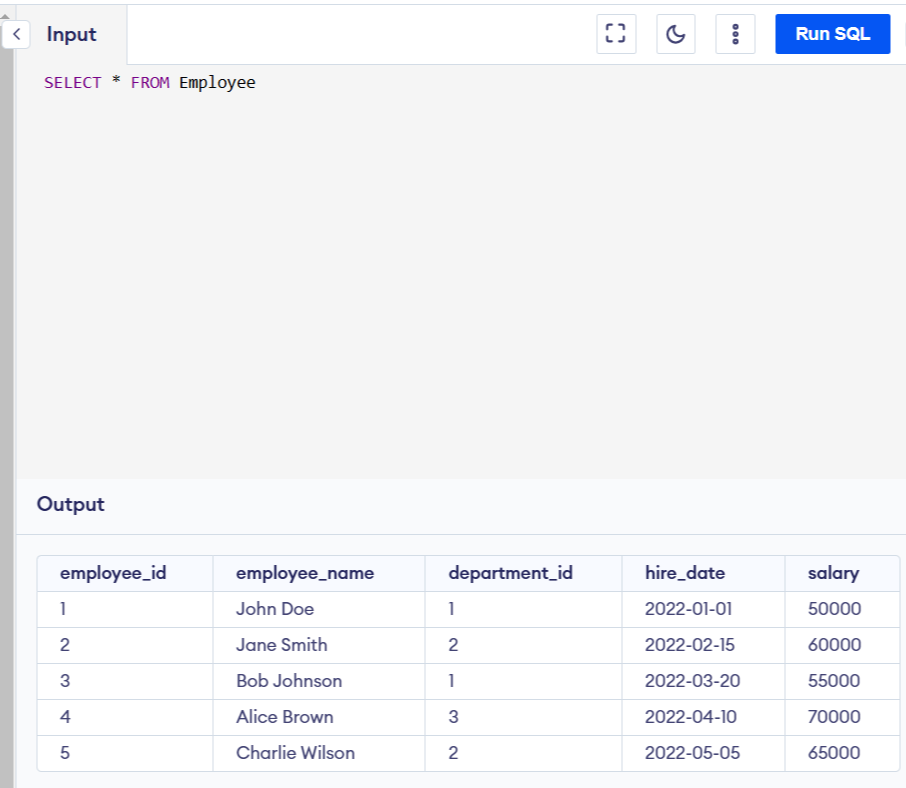 Input
Run SQL
SELECT * FROM Employee
Output
employee_id employee_name department_id hire_date salary
1 John Doe 1 2022-01-01 50000
2 Jane Smith 2 2022-02-15 60000
3 Bob Johnson 1 2022-03-20 55000
4 Alice Brown 3 2022-04-10 70000
5 Charlie Wilson 2 2022-05-05 65000